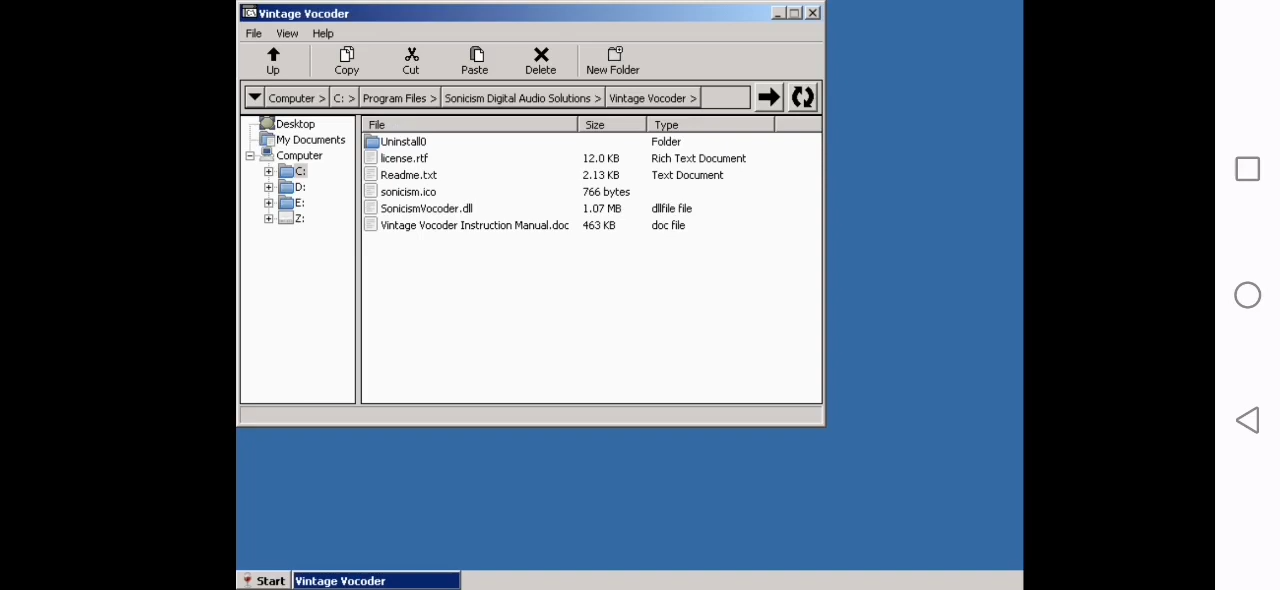 Vintage Vocoder
File View Help
Up Copy Cut Paste Delete New Folder
Computer > C: > Program Files > Sonicism Digital Audio Solutions > Vintage Vocoder >
Desktop
My Documents
Computer
C:
D:
E:
Z:
File Size Type
Uninstall0 Folder
license.rtf 12.0 KB Rich Text Document
Readme.txt 2.13 KB Text Document
sonicism.ico 766 bytes
SonicismVocoder.dll 1.07 MB dllfile file
Vintage Vocoder Instruction Manual.doc 463 KB doc file
Start Vintage Vocoder